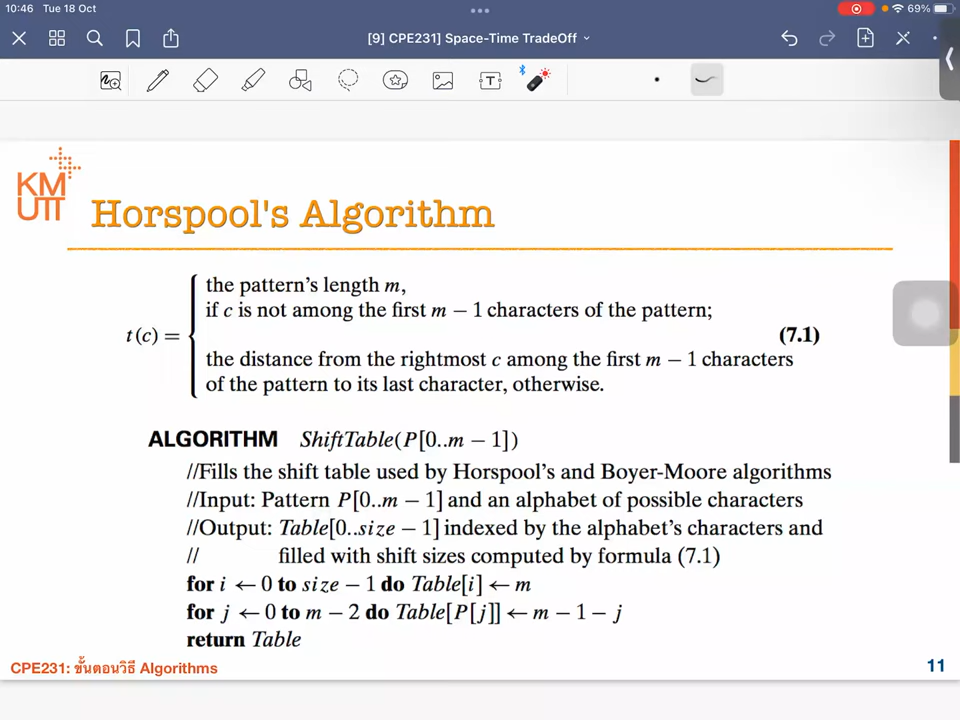 10:46 Tue 18 Oct
69%
[9] CPE231] Space-Time TradeOff
T
KM
UTT
Horspool's Algorithm
the pattern's length m,
if c is not among the first m − 1 characters of the pattern;
t(c) =
(7.1)
the distance from the rightmost c among the first m − 1 characters
of the pattern to its last character, otherwise.
ALGORITHM ShiftTable(P[0..m − 1])
//Fills the shift table used by Horspool's and Boyer-Moore algorithms
//Input: Pattern P[0..m − 1] and an alphabet of possible characters
//Output: Table[0..size − 1] indexed by the alphabet's characters and
// filled with shift sizes computed by formula (7.1)
for i ← 0 to size − 1 do Table[i] ← m
for j ← 0 to m − 2 do Table[P[j]] ← m − 1 − j
return Table
CPE231: ขั้นตอนวิธี Algorithms
11